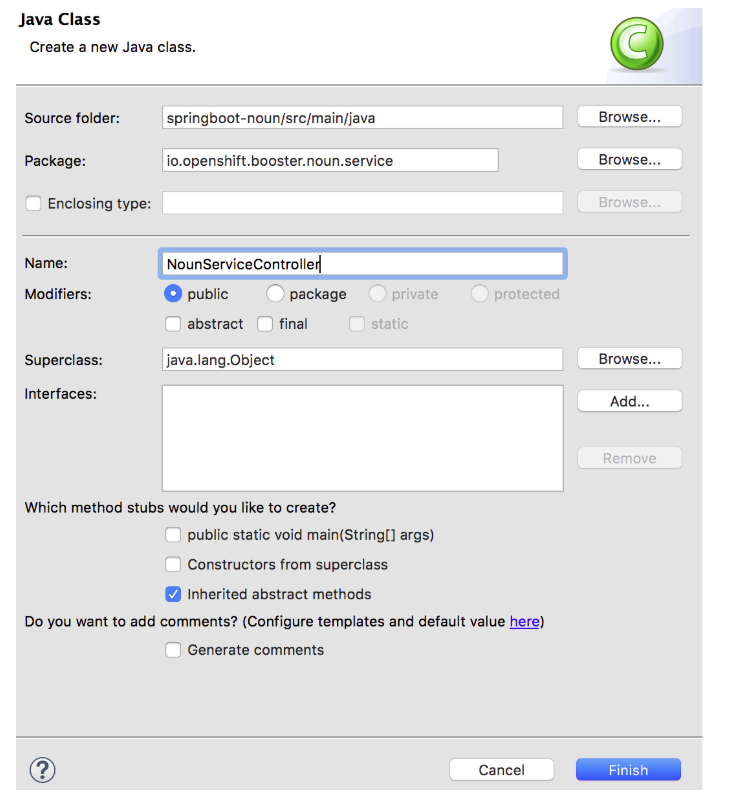 Java Class
Create a new Java class.
C
Source folder: springboot-noun/src/main/java Browse...
Package: io.openshift.booster.noun.service Browse...
Enclosing type: Browse...
Name: NounServiceController
Modifiers: public package private protected
abstract final static
Superclass: java.lang.Object Browse...
Interfaces:
Add...
Remove
Which method stubs would you like to create?
public static void main(String[] args)
Constructors from superclass
Inherited abstract methods
Do you want to add comments? (Configure templates and default value here)
Generate comments
? Cancel Finish